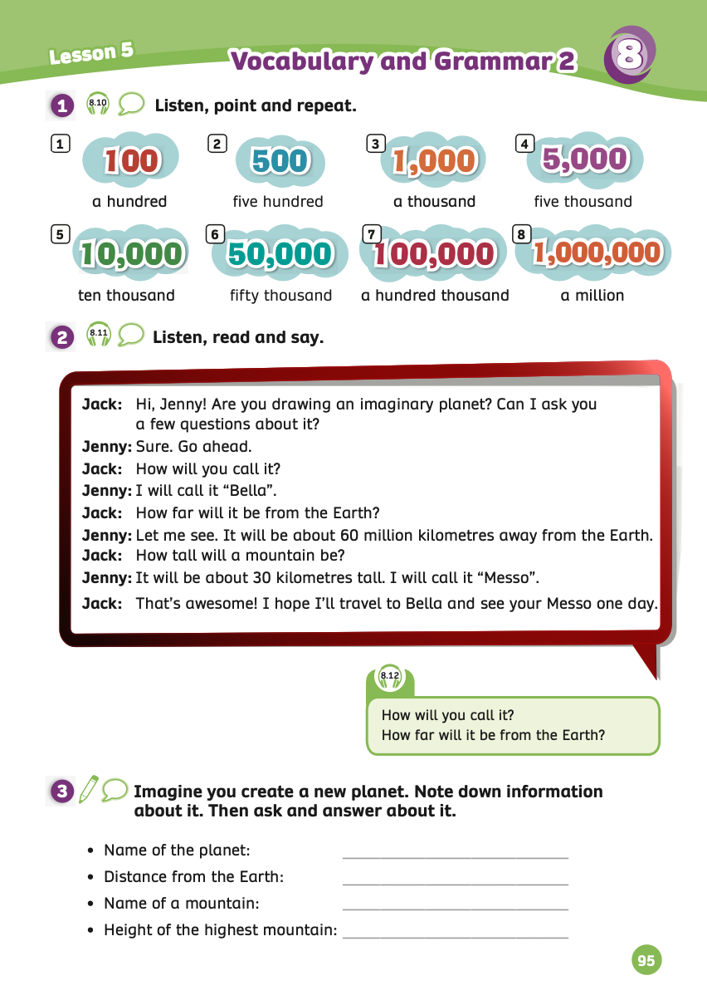 Lesson 5
Vocabulary and Grammar 2
8
1 8.10 Listen, point and repeat.
1 100
a hundred
2 500
five hundred
3 1,000
a thousand
4 5,000
five thousand
5 10,000
ten thousand
6 50,000
fifty thousand
7 100,000
a hundred thousand
8 1,000,000
a million
2 8.11 Listen, read and say.
Jack: Hi, Jenny! Are you drawing an imaginary planet? Can I ask you
a few questions about it?
Jenny: Sure. Go ahead.
Jack: How will you call it?
Jenny: I will call it “Bella”.
Jack: How far will it be from the Earth?
Jenny: Let me see. It will be about 60 million kilometres away from the Earth.
Jack: How tall will a mountain be?
Jenny: It will be about 30 kilometres tall. I will call it “Messo”.
Jack: That’s awesome! I hope I’ll travel to Bella and see your Messo one day.
8.12
How will you call it?
How far will it be from the Earth?
3 Imagine you create a new planet. Note down information
about it. Then ask and answer about it.
• Name of the planet:
• Distance from the Earth:
• Name of a mountain:
• Height of the highest mountain:
95